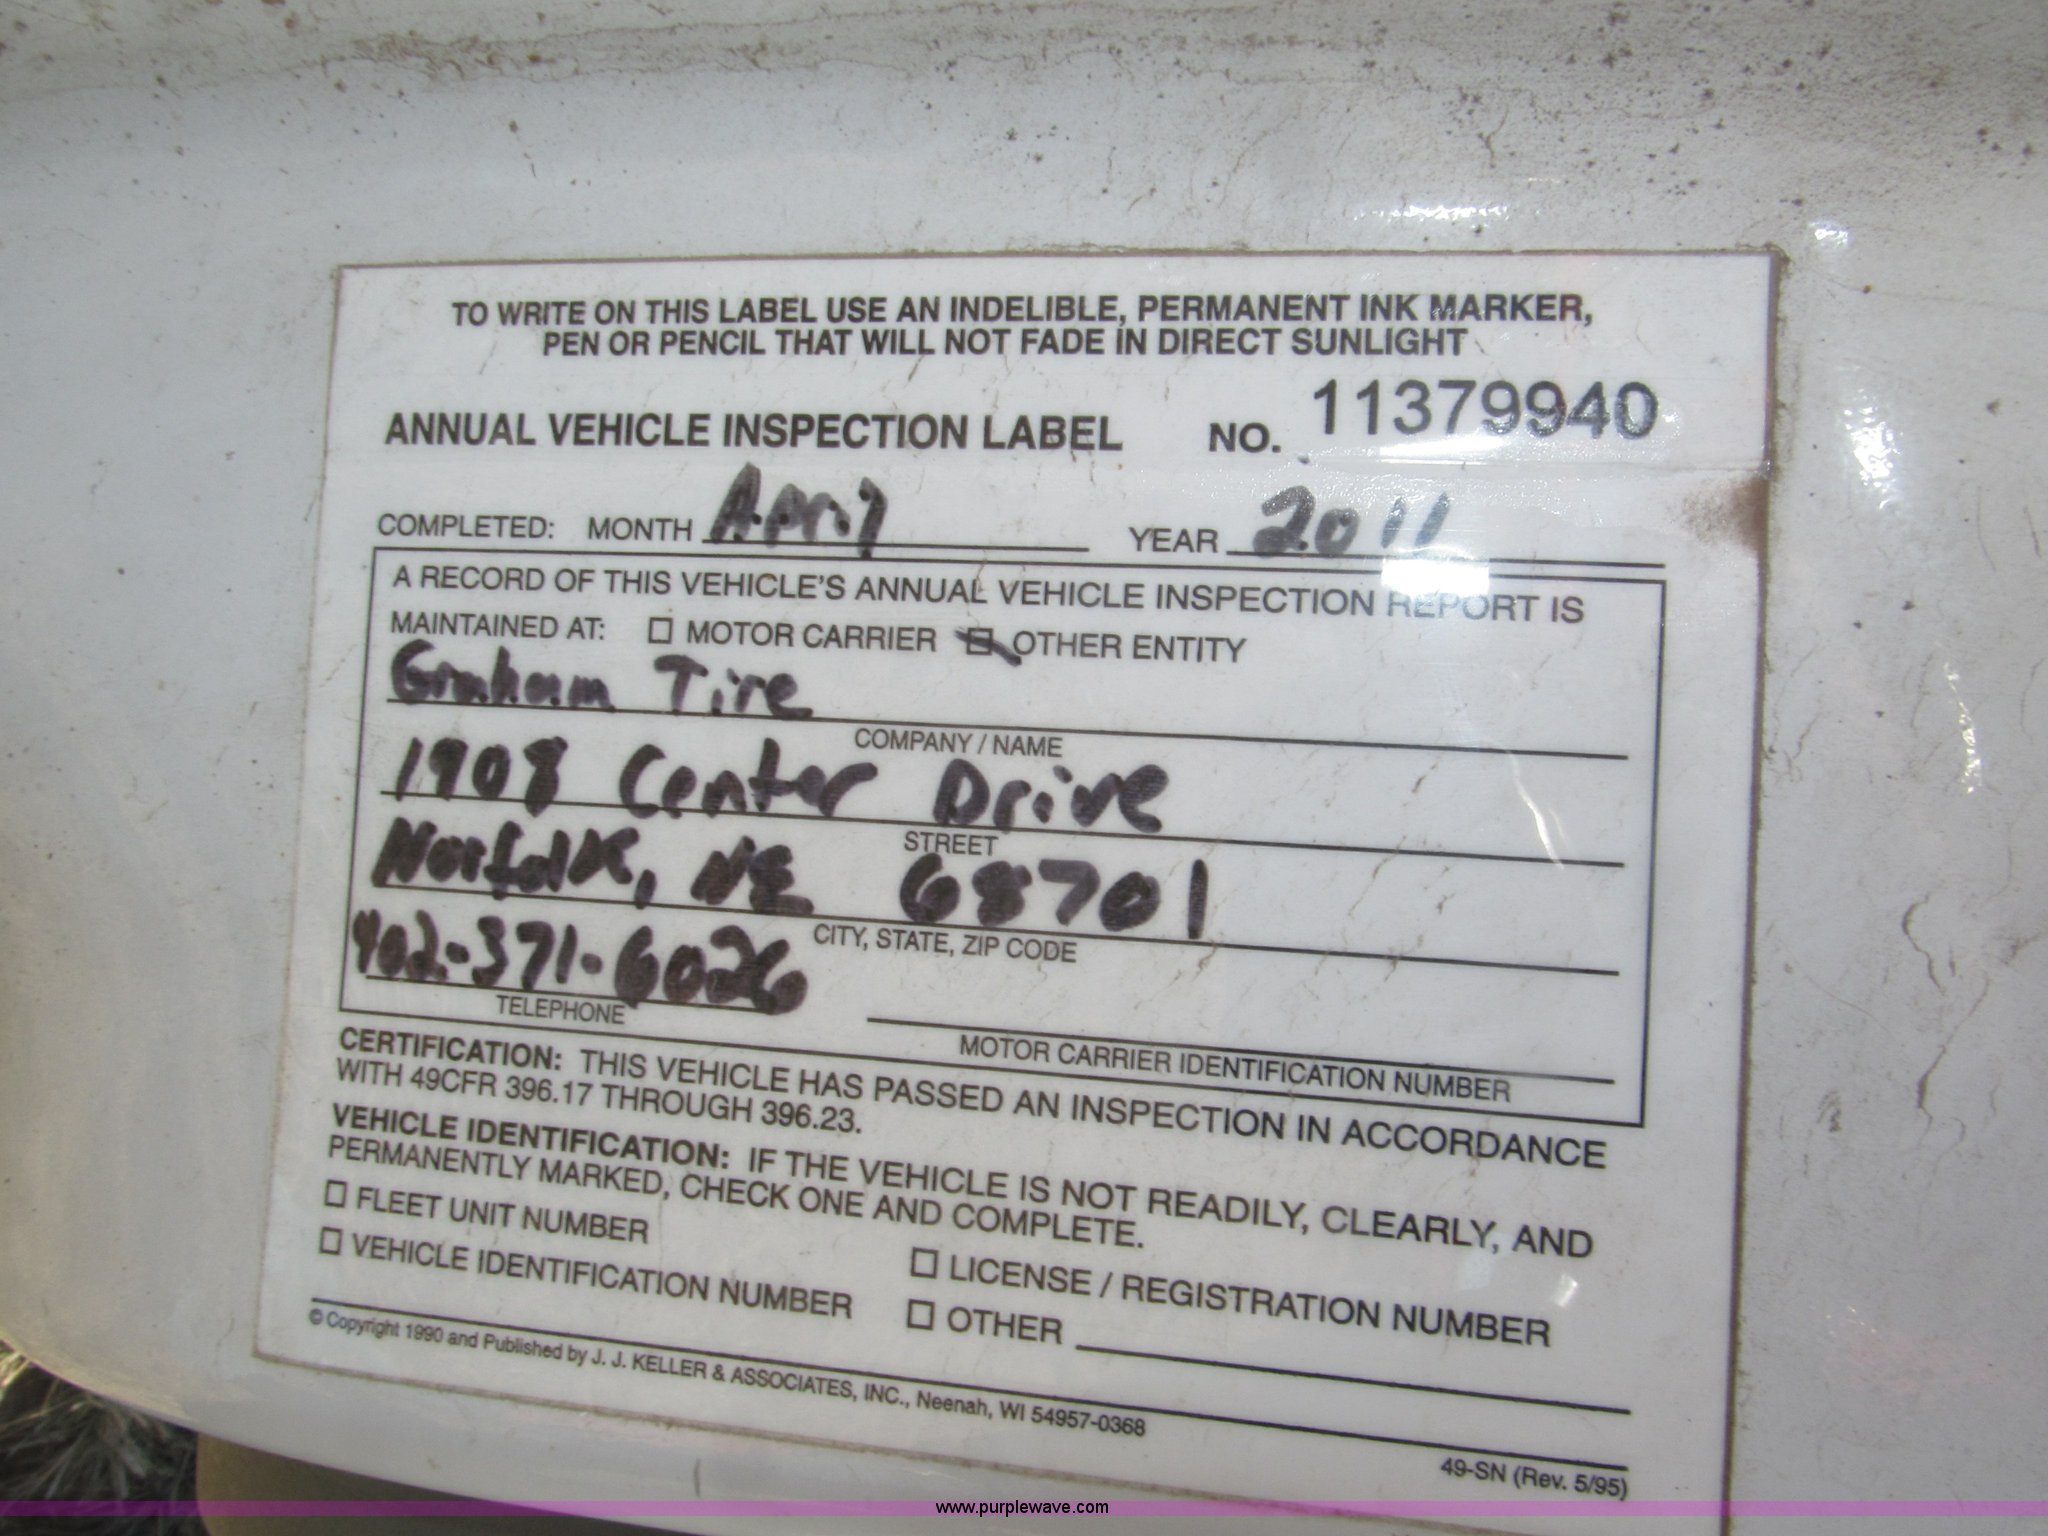 TO WRITE ON THIS LABEL USE AN INDELIBLE, PERMANENT INK MARKER,
PEN OR PENCIL THAT WILL NOT FADE IN DIRECT SUNLIGHT
ANNUAL VEHICLE INSPECTION LABEL NO. 11379940
COMPLETED: MONTH April YEAR 2011
A RECORD OF THIS VEHICLE'S ANNUAL VEHICLE INSPECTION REPORT IS
MAINTAINED AT: MOTOR CARRIER OTHER ENTITY
Graham Tire
COMPANY / NAME
1908 Center Drive
STREET
Norfolk, NE 68701
CITY, STATE, ZIP CODE
402-371-6026
TELEPHONE
MOTOR CARRIER IDENTIFICATION NUMBER
CERTIFICATION: THIS VEHICLE HAS PASSED AN INSPECTION IN ACCORDANCE
WITH 49CFR 396.17 THROUGH 396.23.
VEHICLE IDENTIFICATION: IF THE VEHICLE IS NOT READILY, CLEARLY, AND
PERMANENTLY MARKED, CHECK ONE AND COMPLETE.
FLEET UNIT NUMBER LICENSE / REGISTRATION NUMBER
VEHICLE IDENTIFICATION NUMBER OTHER
© Copyright 1990 and Published by J. J. KELLER & ASSOCIATES, INC., Neenah, WI 54957-0368
49-SN (Rev. 5/95)
www.purplewave.com